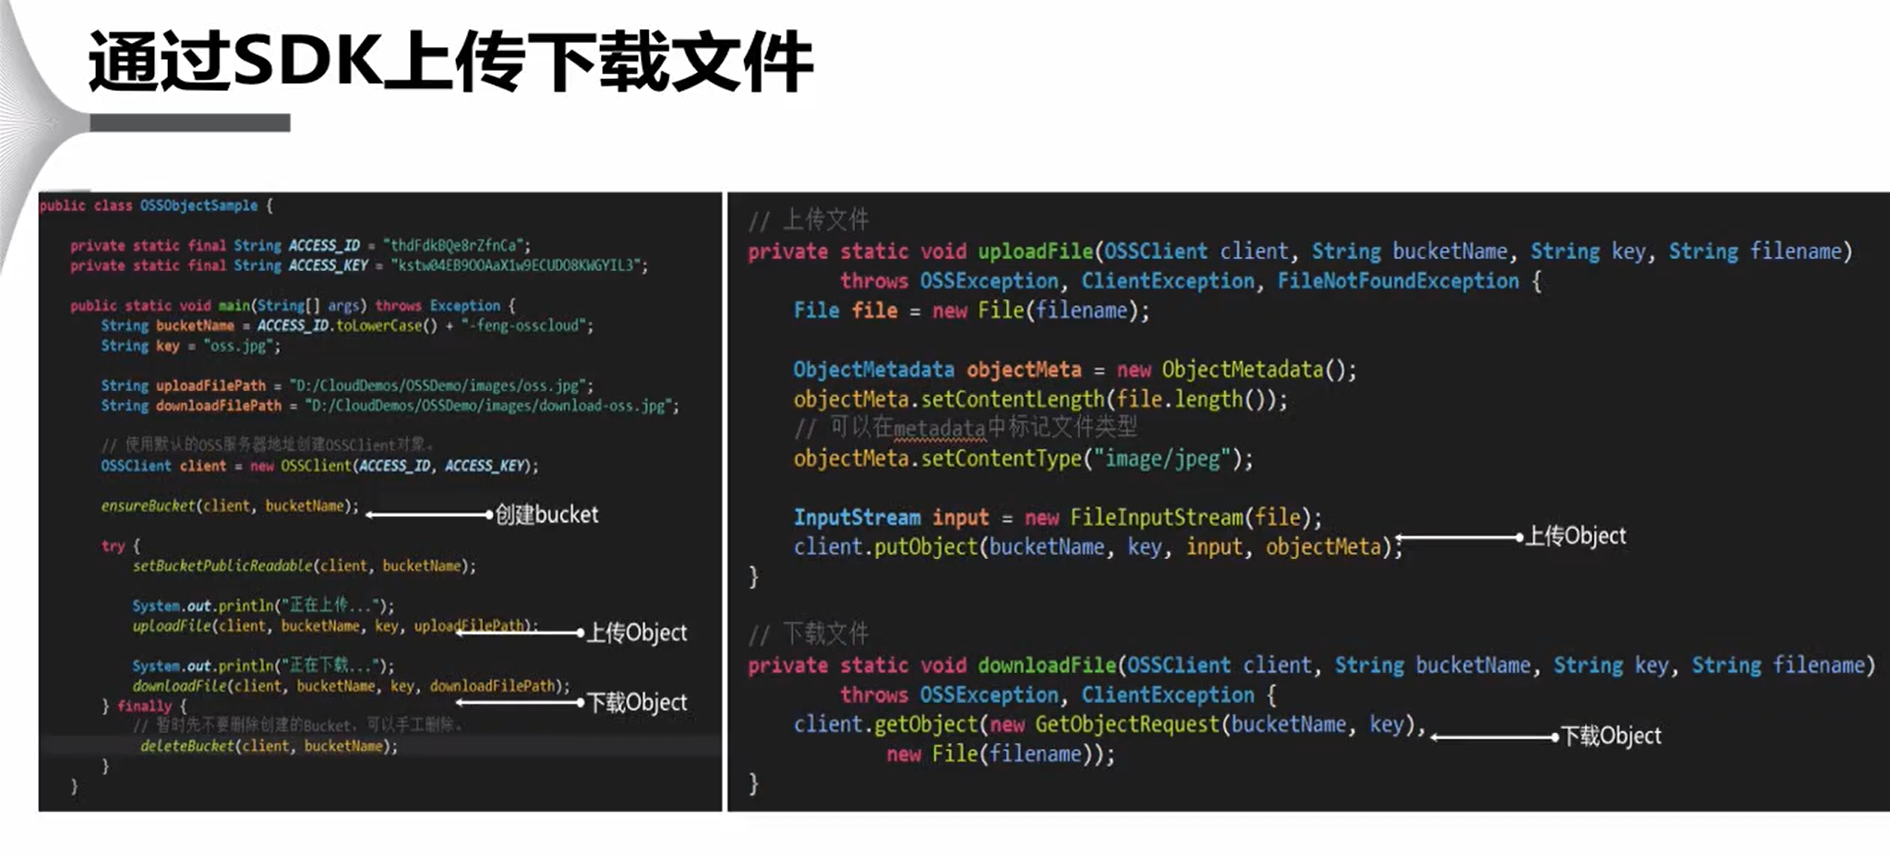 通过SDK上传下载文件
public class OSSObjectSample {
private static final String ACCESS_ID = "thdFdkBQe8rZfnCa";
private static final String ACCESS_KEY = "kstw04EB9OOAaX1w9ECUDO8KWGYIL3";
public static void main(String[] args) throws Exception {
String bucketName = ACCESS_ID.toLowerCase() + "-feng-osscloud";
String key = "oss.jpg";
String uploadFilePath = "D:/CloudDemos/OSSDemo/images/oss.jpg";
String downloadFilePath = "D:/CloudDemos/OSSDemo/images/download-oss.jpg";
// 使用默认的OSS服务器地址创建OSSClient对象。
OSSClient client = new OSSClient(ACCESS_ID, ACCESS_KEY);
ensureBucket(client, bucketName);
创建bucket
try {
setBucketPublicReadable(client, bucketName);
System.out.println("正在上传...");
uploadFile(client, bucketName, key, uploadFilePath);
上传Object
System.out.println("正在下载...");
downloadFile(client, bucketName, key, downloadFilePath);
下载Object
} finally {
// 暂时先不要删除创建的Bucket，可以手工删除。
deleteBucket(client, bucketName);
}
}
// 上传文件
private static void uploadFile(OSSClient client, String bucketName, String key, String filename)
throws OSSException, ClientException, FileNotFoundException {
File file = new File(filename);
ObjectMetadata objectMeta = new ObjectMetadata();
objectMeta.setContentLength(file.length());
// 可以在metadata中标记文件类型
objectMeta.setContentType("image/jpeg");
InputStream input = new FileInputStream(file);
client.putObject(bucketName, key, input, objectMeta);
上传Object
}
// 下载文件
private static void downloadFile(OSSClient client, String bucketName, String key, String filename)
throws OSSException, ClientException {
client.getObject(new GetObjectRequest(bucketName, key),
下载Object
new File(filename));
}